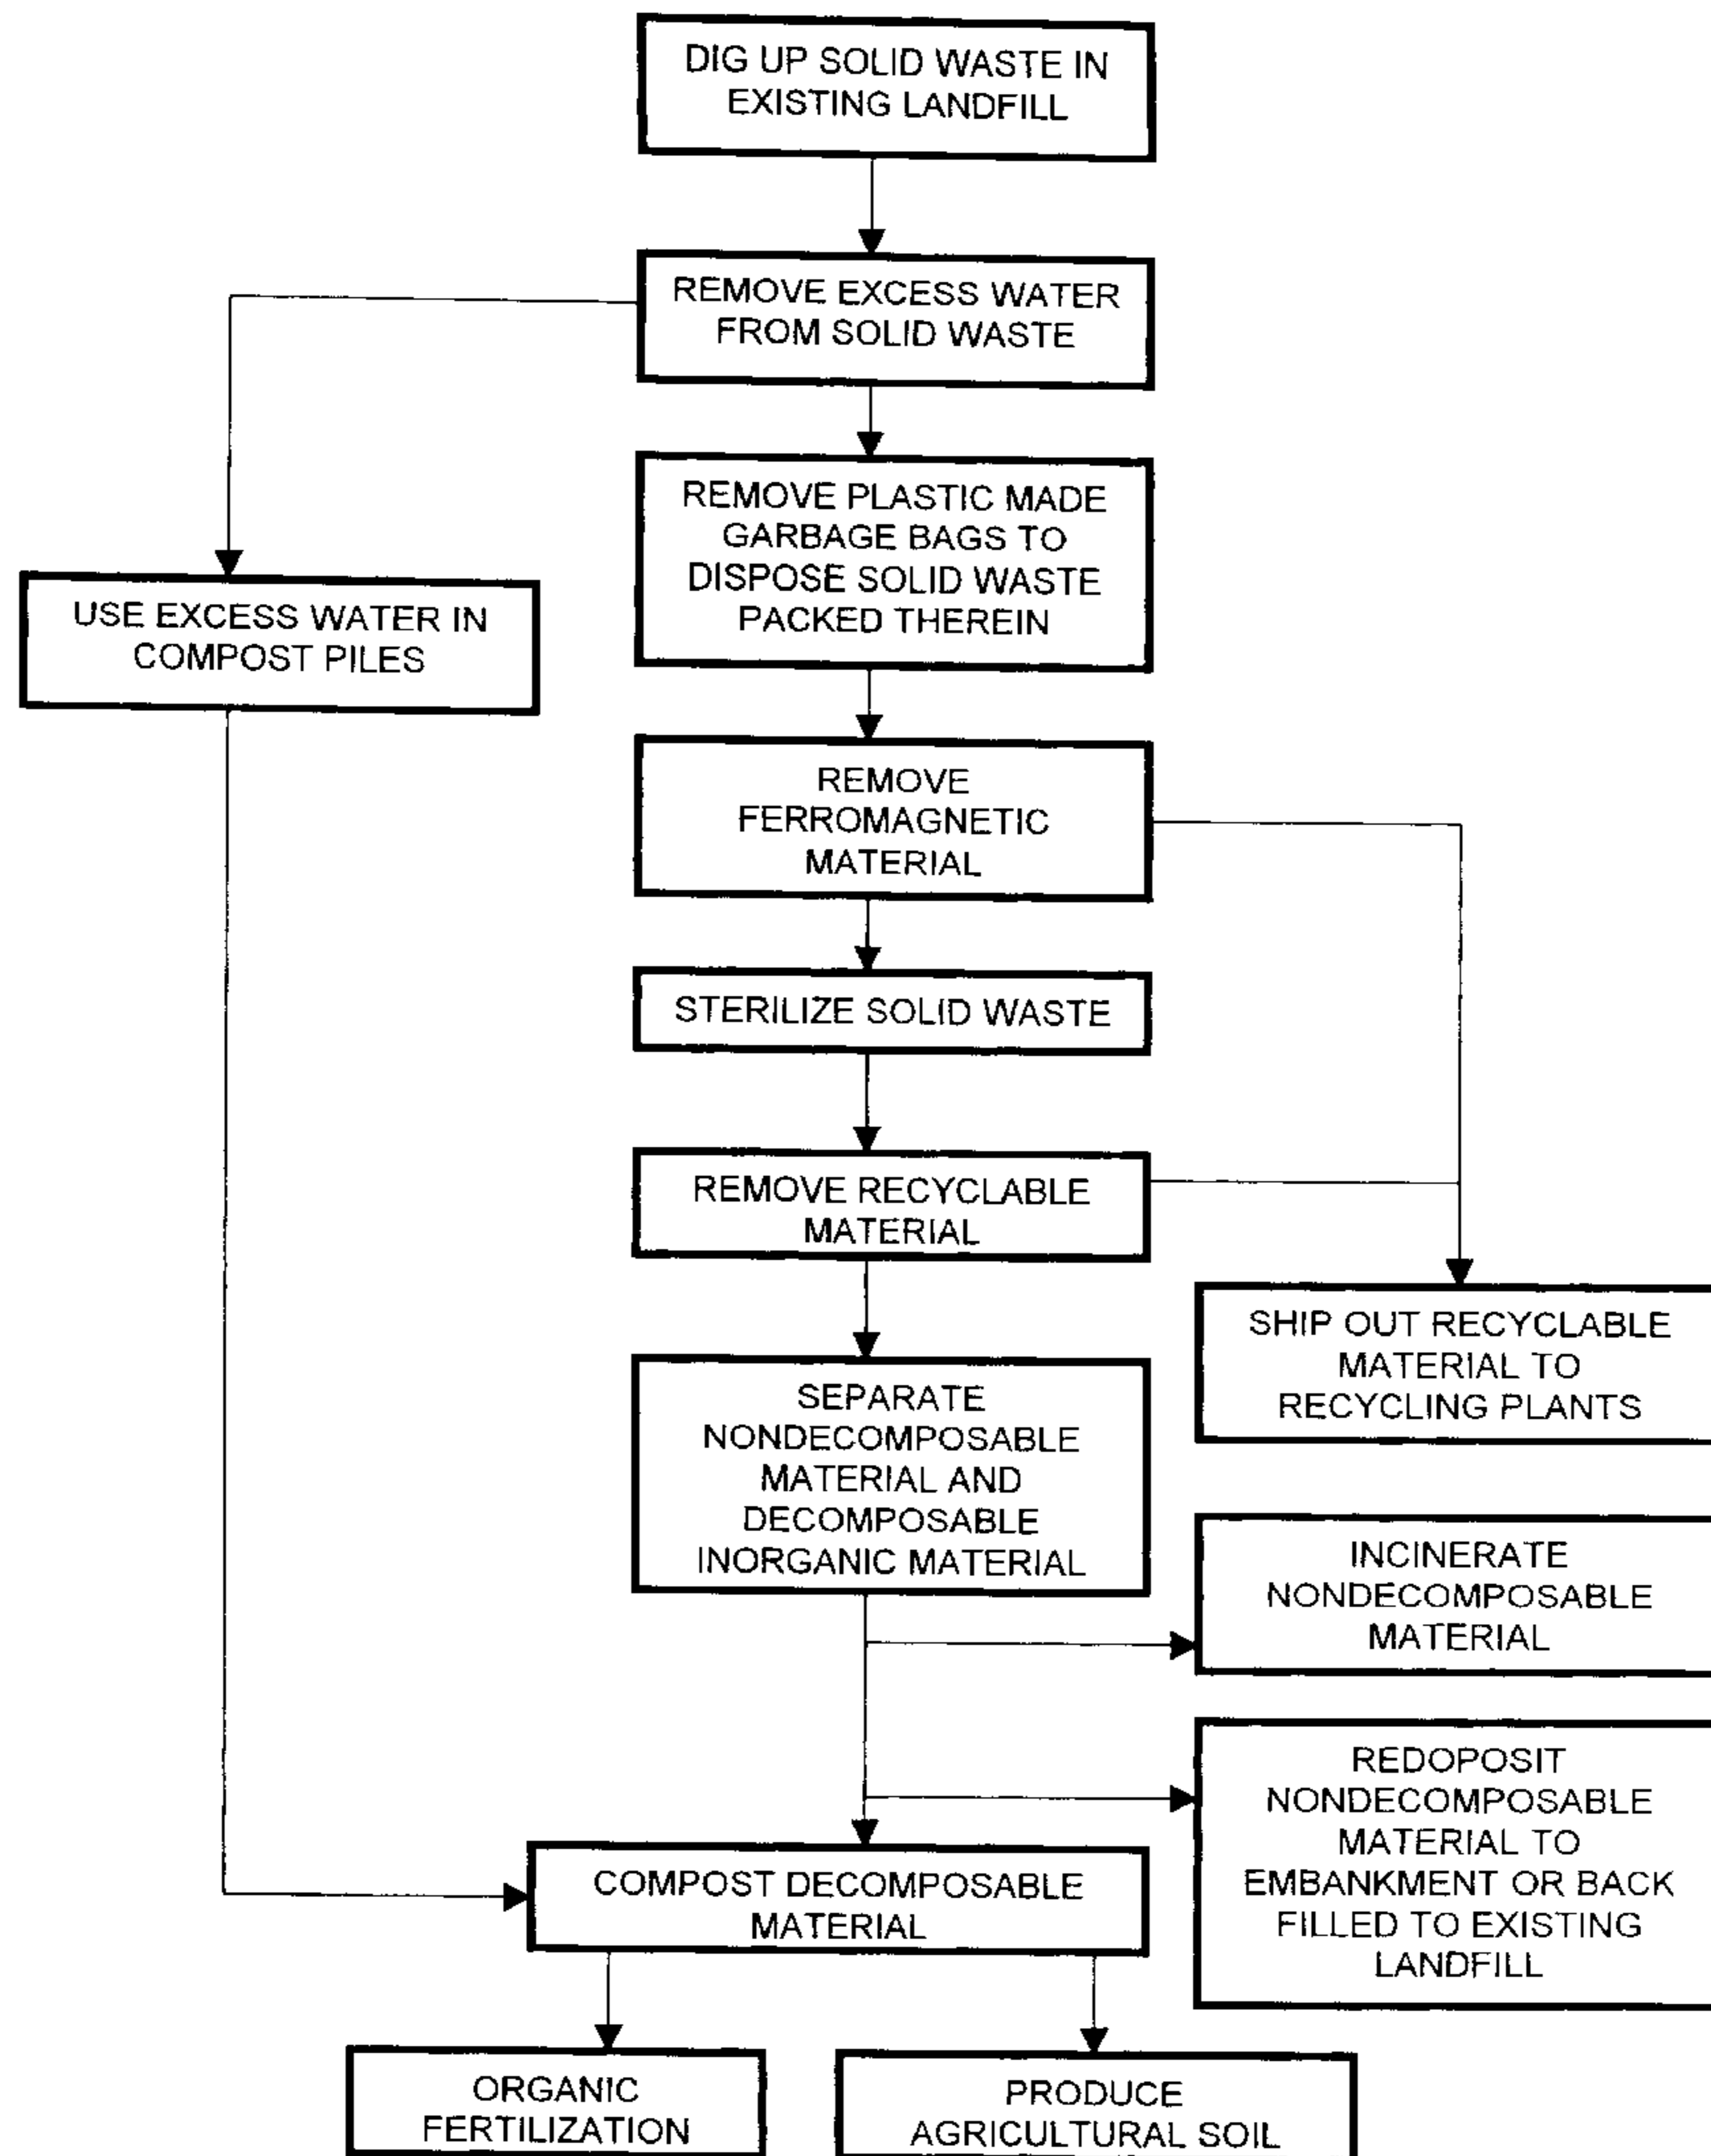 DIG UP SOLID WASTE IN
EXISTING LANDFILL
REMOVE EXCESS WATER
FROM SOLID WASTE
REMOVE PLASTIC MADE
GARBAGE BAGS TO
DISPOSE SOLID WASTE
PACKED THEREIN
USE EXCESS WATER IN
COMPOST PILES
REMOVE
FERROMAGNETIC
MATERIAL
STERILIZE SOLID WASTE
REMOVE RECYCLABLE
MATERIAL
SHIP OUT RECYCLABLE
MATERIAL TO
RECYCLING PLANTS
SEPARATE
NONDECOMPOSABLE
MATERIAL AND
DECOMPOSABLE
INORGANIC MATERIAL
INCINERATE
NONDECOMPOSABLE
MATERIAL
REDOPOSIT
NONDECOMPOSABLE
MATERIAL TO
EMBANKMENT OR BACK
FILLED TO EXISTING
LANDFILL
COMPOST DECOMPOSABLE
MATERIAL
ORGANIC
FERTILIZATION
PRODUCE
AGRICULTURAL SOIL